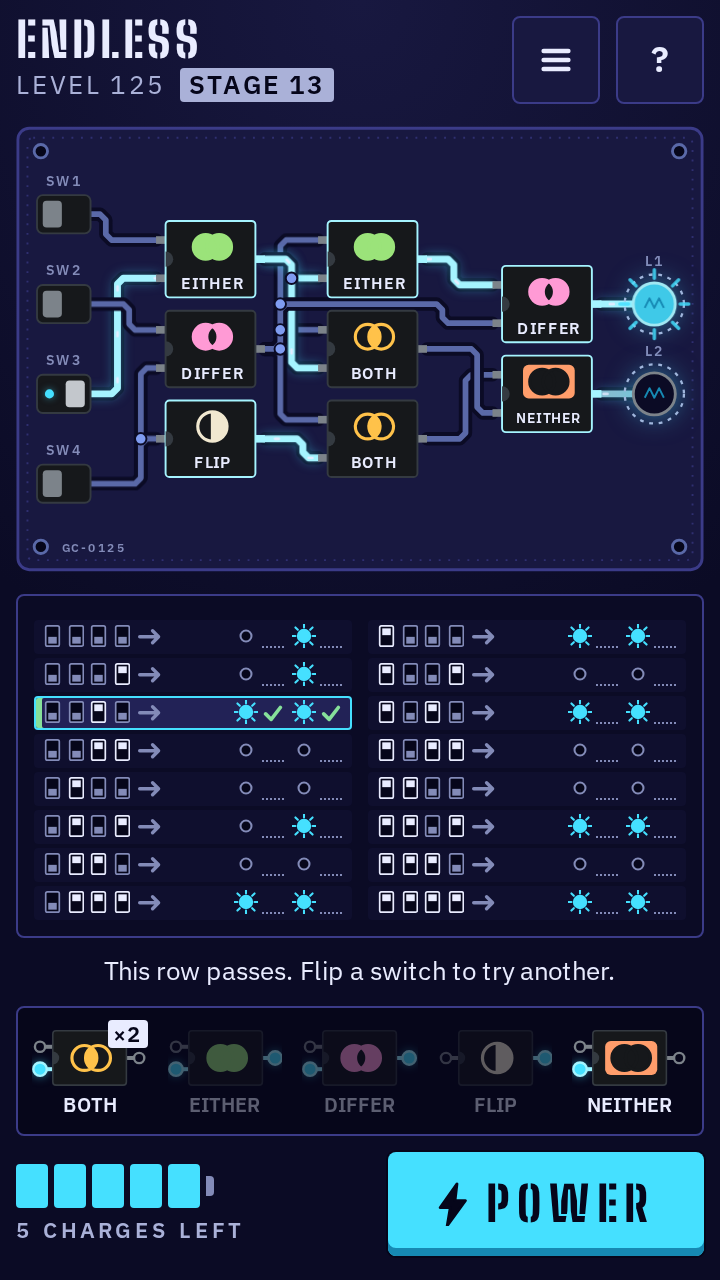 ENDLESS
LEVEL 125 STAGE 13
?
SW1
SW2
SW3
SW4
EITHER
DIFFER
FLIP
EITHER
BOTH
BOTH
DIFFER
NEITHER
L1
L2
GC-0125
This row passes. Flip a switch to try another.
×2
BOTH EITHER DIFFER FLIP NEITHER
5 CHARGES LEFT
POWER